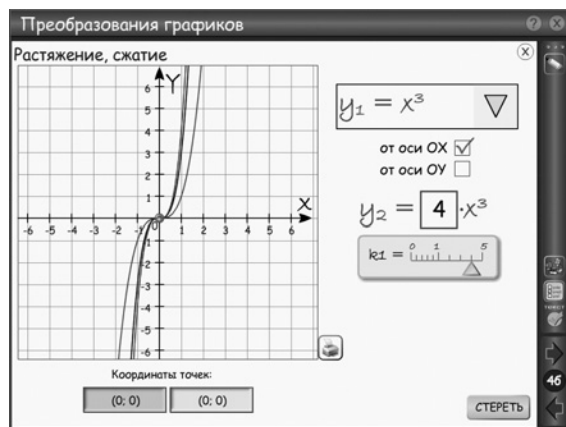 Преобразования графиков
? X
Растяжение, сжатие
X
Y
6
5
4
3
2
1
X
-6 -5 -4 -3 -2 -1 0 1 2 3 4 5 6
-1
-2
-3
-4
-5
-6
y₁ = x³
от оси OX
от оси OY
y₂ = 4 ·x³
0 1 5
k1 =
Координаты точек:
(0; 0) (0; 0)
46
СТЕРЕТЬ